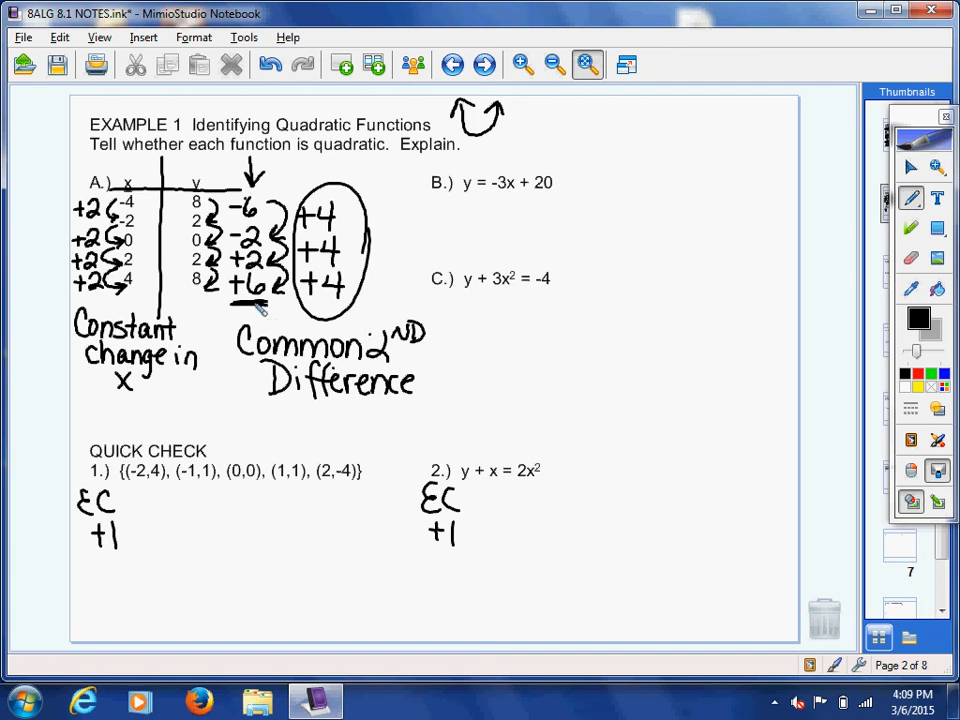 8ALG 8.1 NOTES.ink* - MimioStudio Notebook
File Edit View Insert Format Tools Help
Thumbnails
EXAMPLE 1 Identifying Quadratic Functions
Tell whether each function is quadratic. Explain.
A.) x y
B.) y = -3x + 20
+2 -4 8 -6 +4
+2 -2 2 -2 +4
+2 0 0 +2 +4
+2 2 2 +6
4 8
C.) y + 3x² = -4
Constant
change in
x
Common 2ND
Difference
QUICK CHECK
1.) {(-2,4), (-1,1), (0,0), (1,1), (2,-4)}
2.) y + x = 2x²
EC
+1
EC
+1
7
T
Page 2 of 8
4:09 PM
3/6/2015